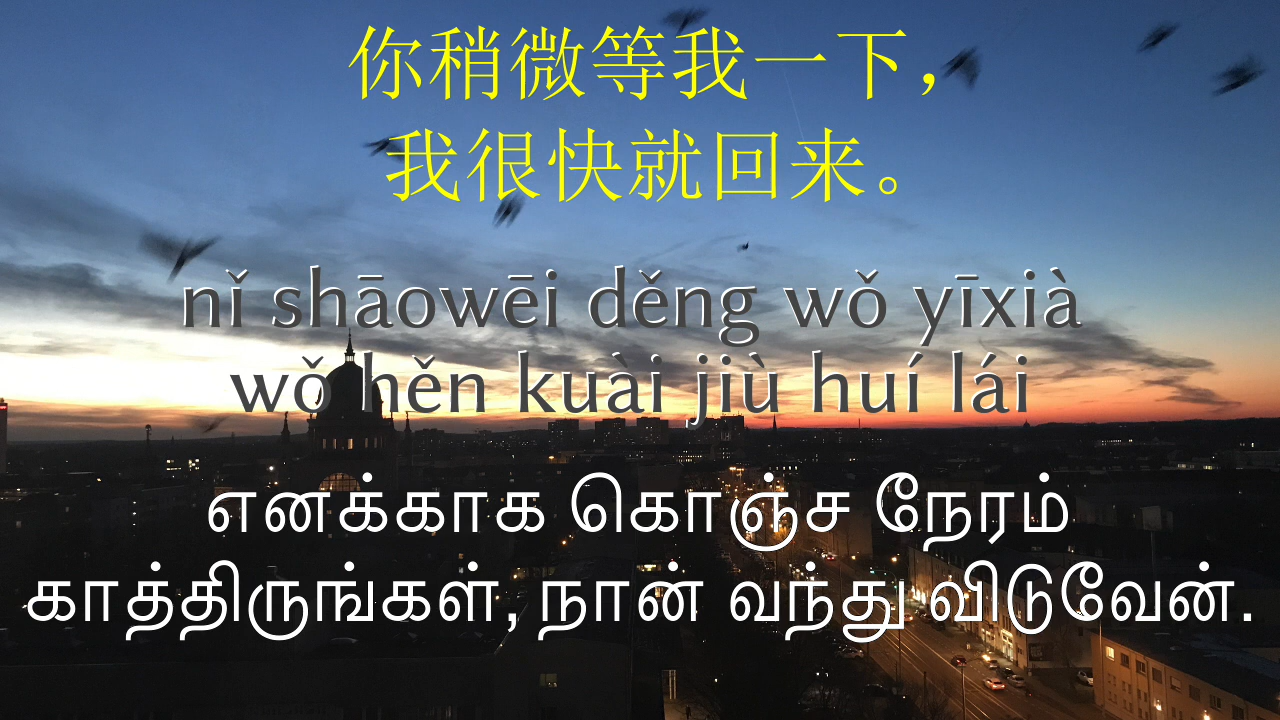 你稍微等我一下，
我很快就回来。
nǐ shāowēi děng wǒ yīxià
wǒ hěn kuài jiù huí lái
எனக்காக கொஞ்ச நேரம்
காத்திருங்கள், நான் வந்து விடுவேன்.